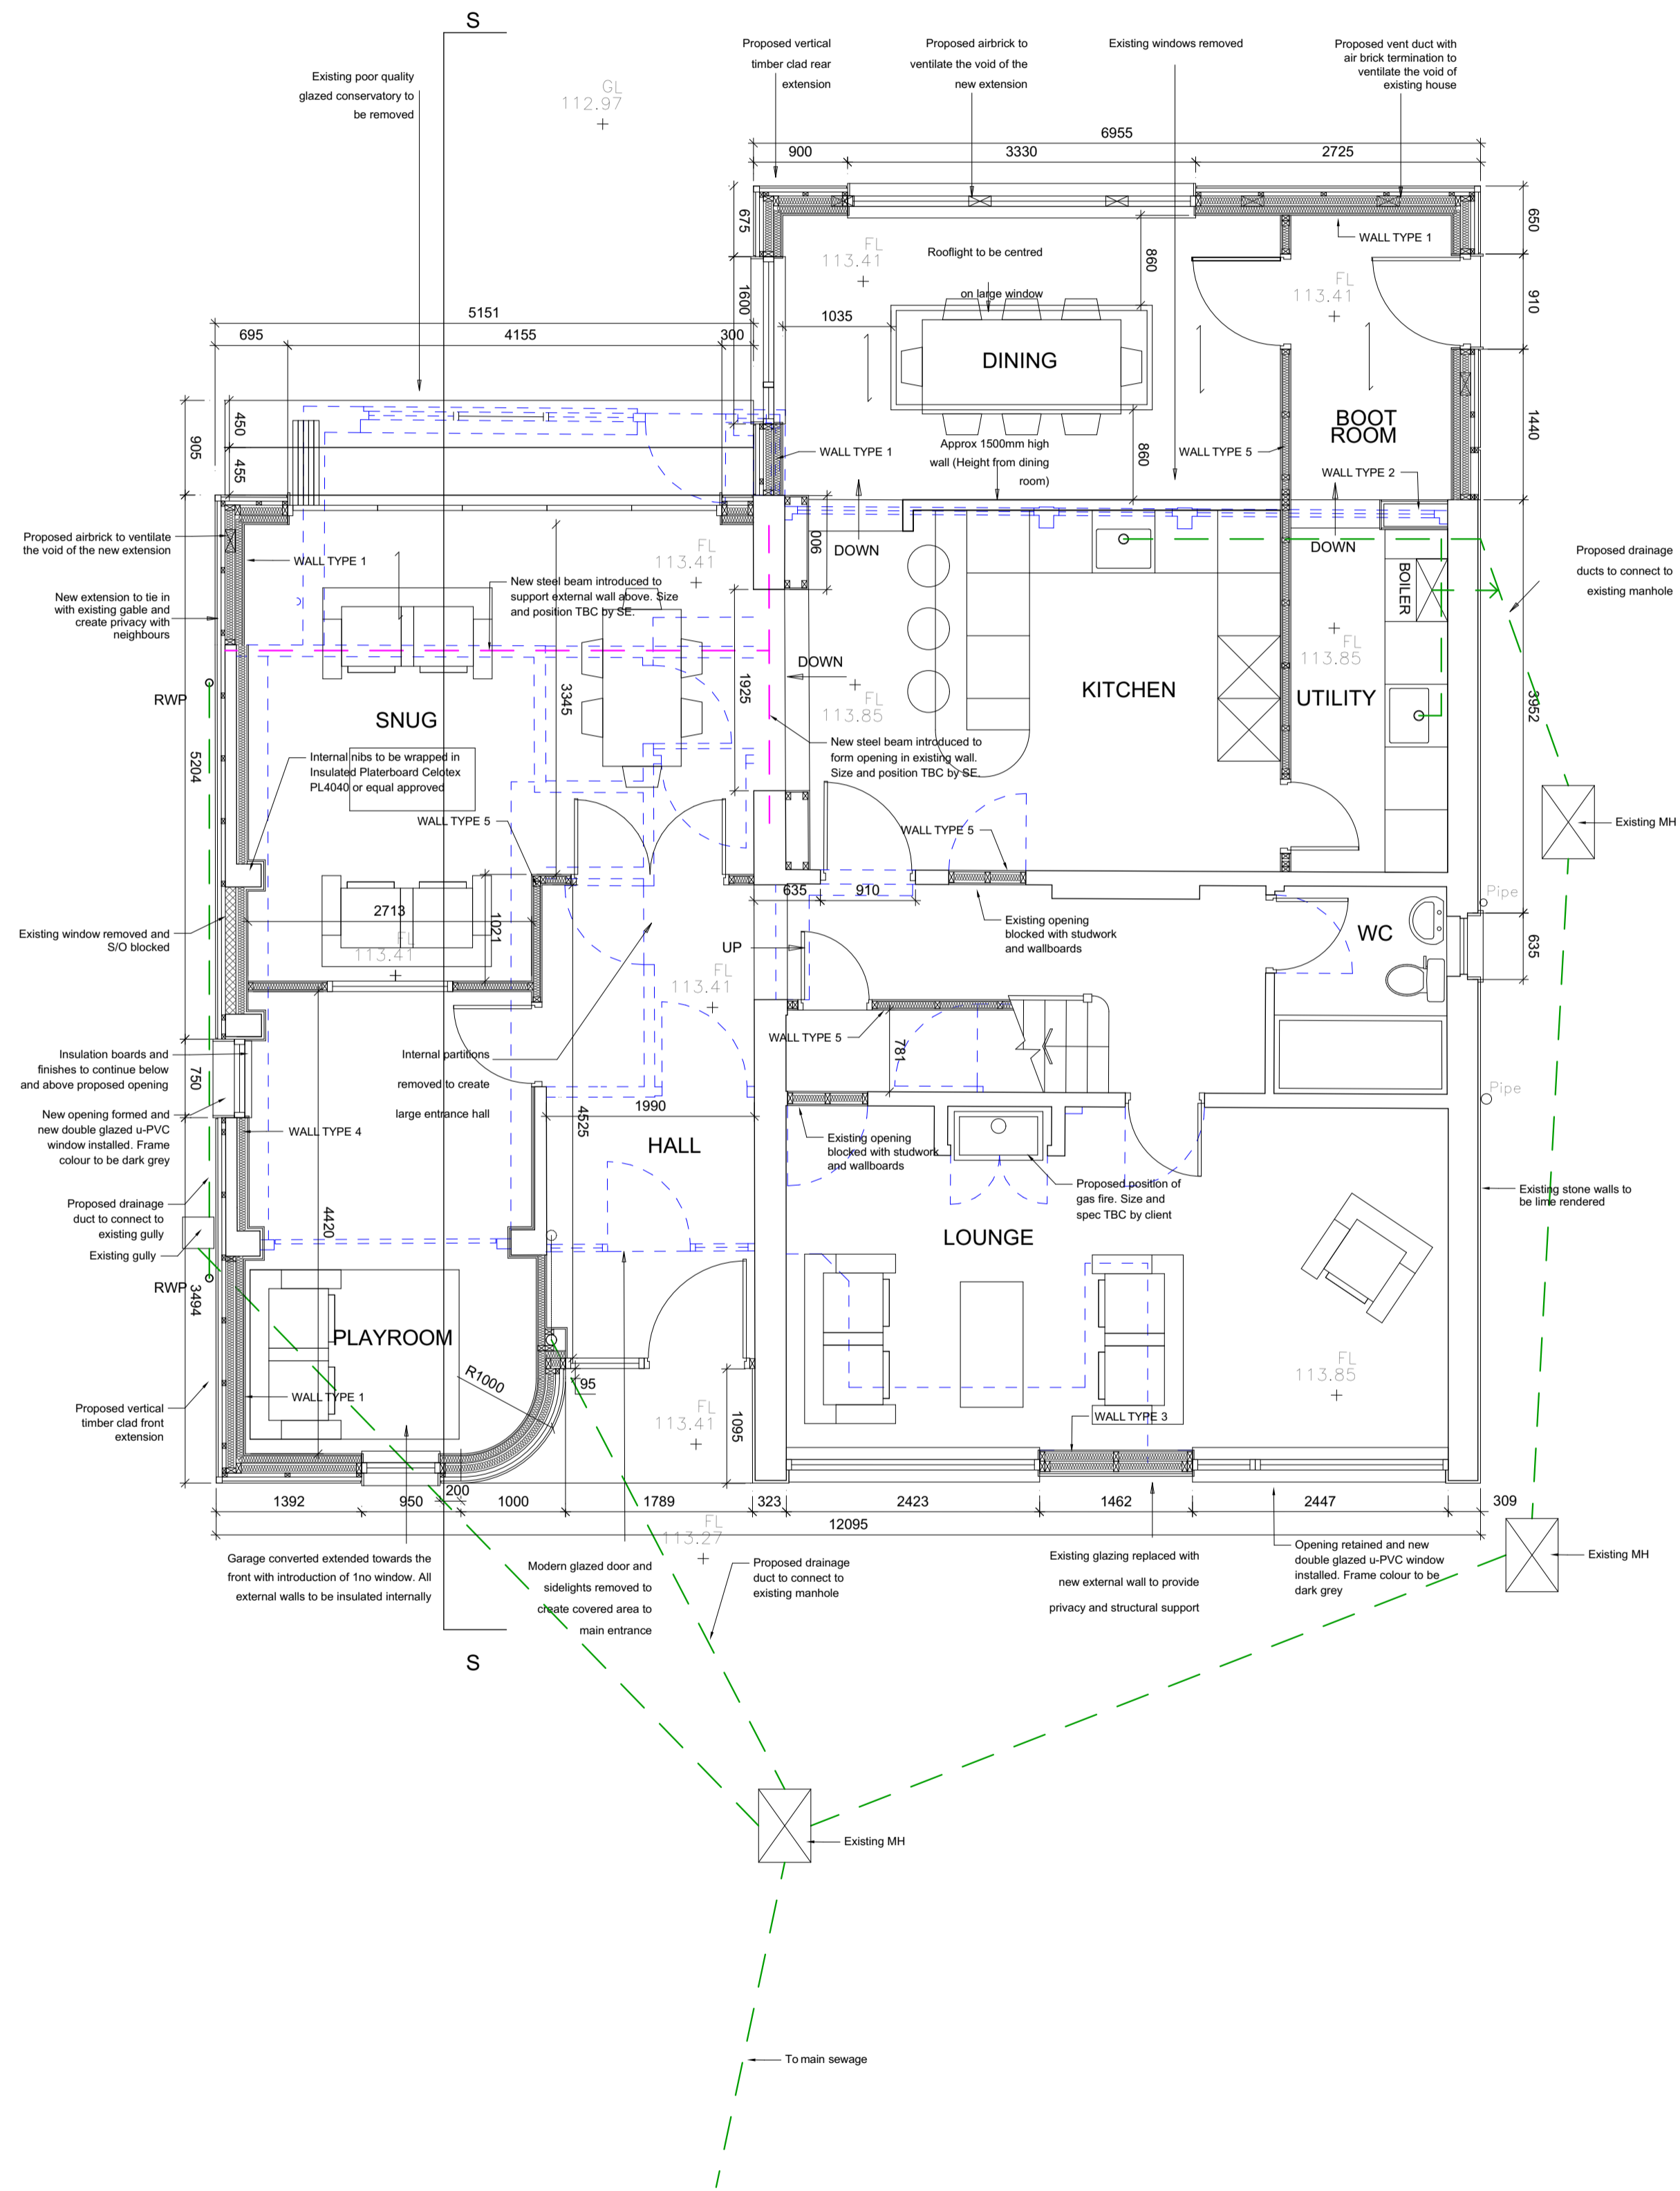 S
Existing poor quality
glazed conservatory to
be removed
GL
112.97
Proposed vertical
timber clad rear
extension
Proposed airbrick to
ventilate the void of the
new extension
Existing windows removed
Proposed vent duct with
air brick termination to
ventilate the void of
existing house
6955
900
3330
2725
675
1600
650
910
1440
3952
635
FL
113.41
Rooflight to be centred
on large window
860
WALL TYPE 1
FL
113.41
1035
DINING
BOOT
ROOM
WALL TYPE 1
Approx 1500mm high
wall (Height from dining
room)
860
WALL TYPE 5
WALL TYPE 2
5151
695
4155
300
905
450
455
Proposed airbrick to ventilate
the void of the new extension
WALL TYPE 1
FL
113.41
900
DOWN
DOWN
BOILER
Proposed drainage
ducts to connect to
existing manhole
New extension to tie in
with existing gable and
create privacy with
neighbours
New steel beam introduced to
support external wall above. Size
and position TBC by SE.
DOWN
FL
113.85
FL
113.85
KITCHEN
UTILITY
RWP
5204
SNUG
3345
1925
New steel beam introduced to
form opening in existing wall.
Size and position TBC by SE.
Internal nibs to be wrapped in
Insulated Platerboard Celotex
PL4040 or equal approved
WALL TYPE 5
WALL TYPE 5
Existing MH
635
910
Pipe
2713
1021
FL
113.41
Existing window removed and
S/O blocked
UP
Existing opening
blocked with studwork
and wallboards
WC
FL
113.41
WALL TYPE 5
781
Insulation boards and
finishes to continue below
and above proposed opening
750
Internal partitions
removed to create
large entrance hall
Pipe
New opening formed and
new double glazed u-PVC
window installed. Frame
colour to be dark grey
WALL TYPE 4
1990
4525
HALL
Existing opening
blocked with studwork
and wallboards
Proposed position of
gas fire. Size and
spec TBC by client
Existing stone walls to
be lime rendered
Proposed drainage
duct to connect to
existing gully
4420
Existing gully
LOUNGE
RWP
3494
PLAYROOM
R1000
95
FL
113.85
WALL TYPE 1
FL
113.41
1095
WALL TYPE 3
Proposed vertical
timber clad front
extension
1392
950
200
1000
1789
323
2423
1462
2447
309
12095
FL
113.27
Garage converted extended towards the
front with introduction of 1no window. All
external walls to be insulated internally
Modern glazed door and
sidelights removed to
create covered area to
main entrance
Proposed drainage
duct to connect to
existing manhole
Existing glazing replaced with
new external wall to provide
privacy and structural support
Opening retained and new
double glazed u-PVC window
installed. Frame colour to be
dark grey
Existing MH
S
Existing MH
To main sewage